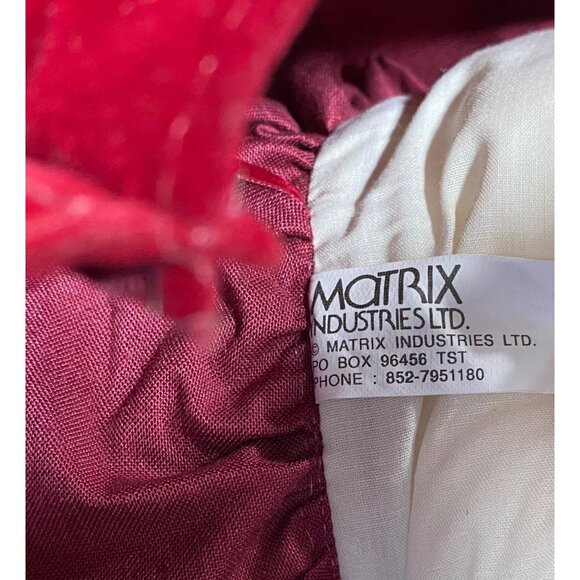 MATRIX
INDUSTRIES LTD.
© MATRIX INDUSTRIES LTD.
PO BOX 96456 TST
PHONE : 852-7951180